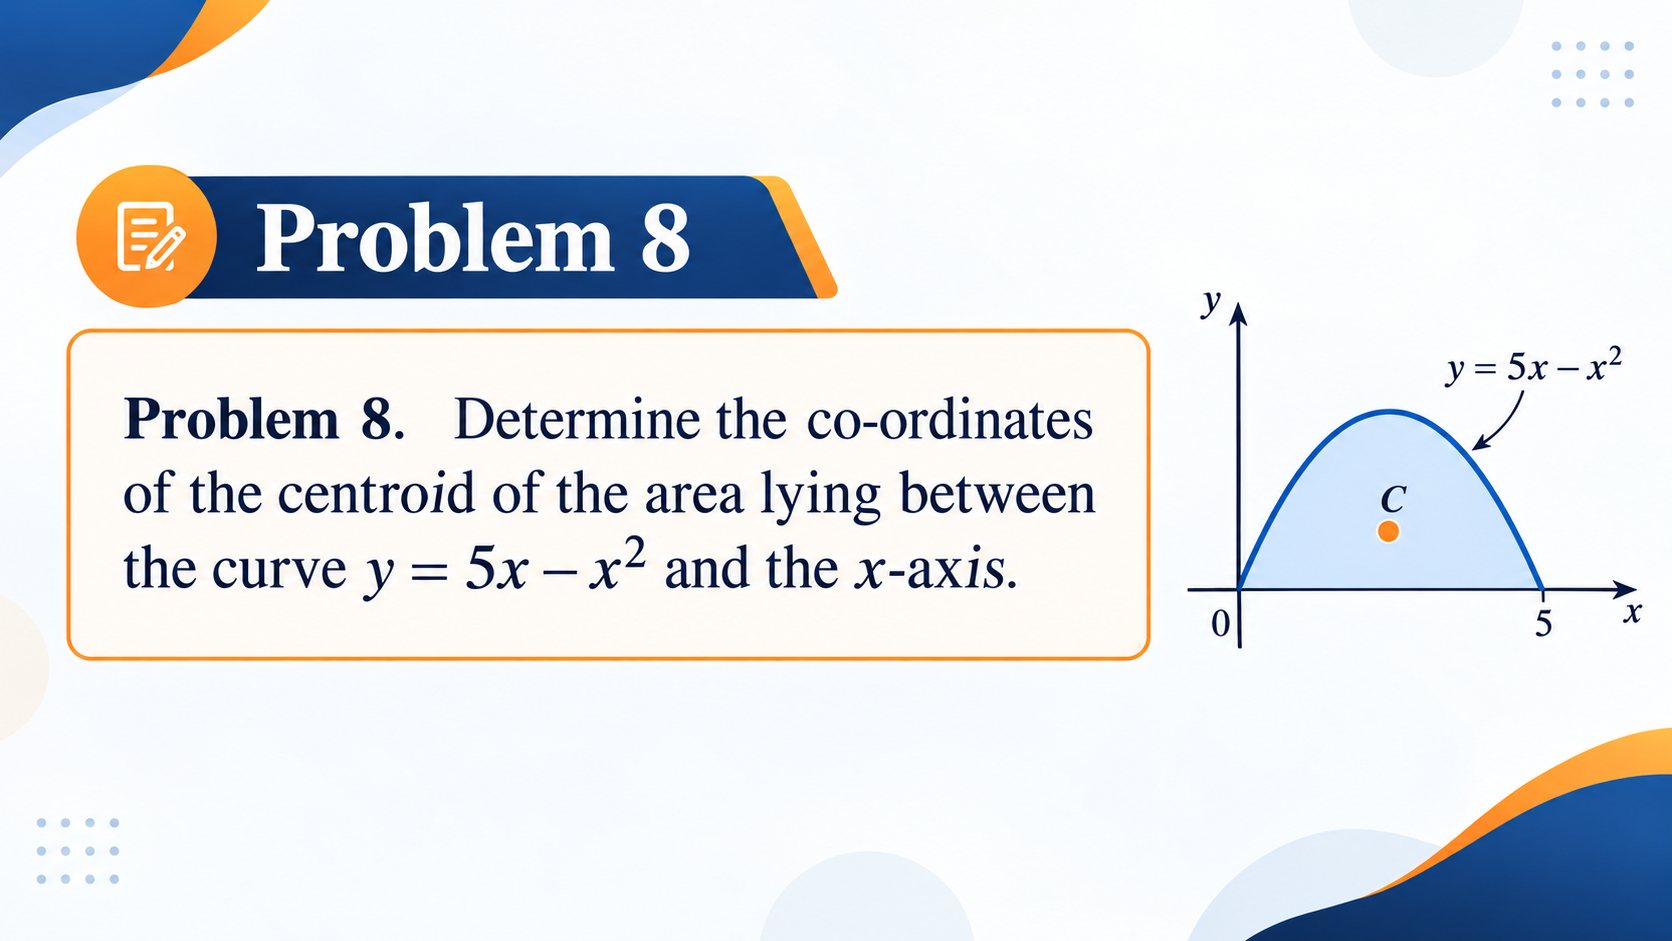 Problem 8
Problem 8. Determine the co-ordinates
of the centroid of the area lying between
the curve y = 5x − x² and the x-axis.
y
y = 5x − x²
C
0
5
x